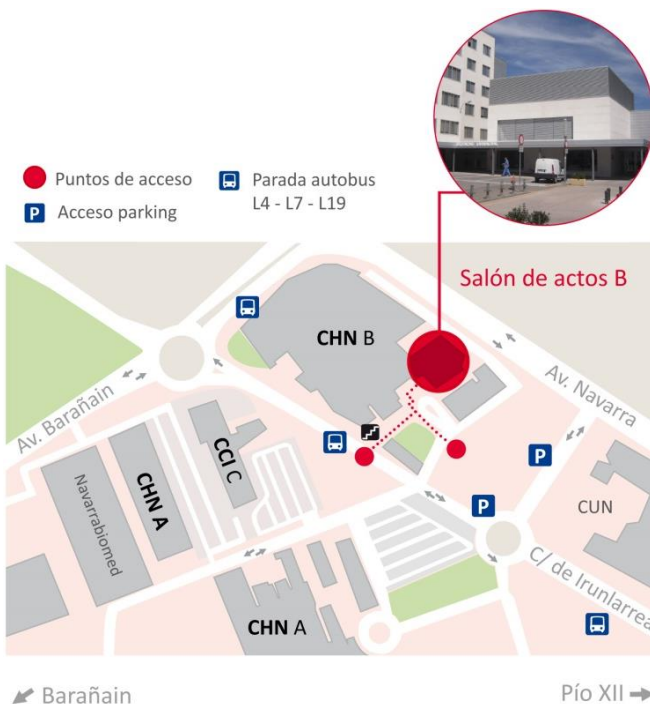 Puntos de acceso
Parada autobus
L4 - L7 - L19
P
Acceso parking
Salón de actos B
CHN B
Av. Navarra
Av. Barañain
CCI C
CHN A
Navarrabiomed
P
P
CUN
C/ de Irunlarrea
CHN A
Barañain
Pío XII